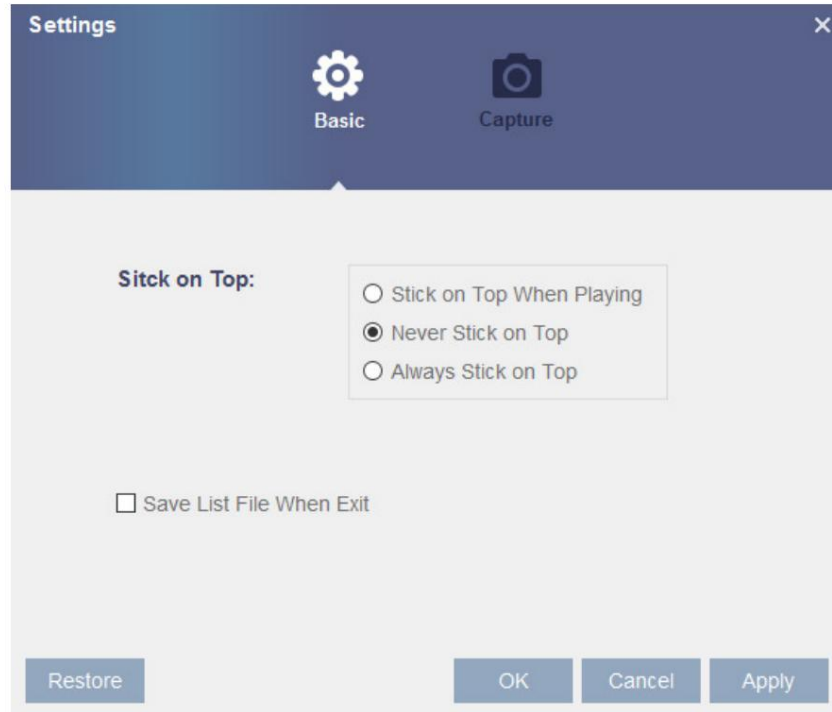 Settings
Basic
Capture
Sitck on Top:
Stick on Top When Playing
Never Stick on Top
Always Stick on Top
Save List File When Exit
Restore
OK
Cancel
Apply